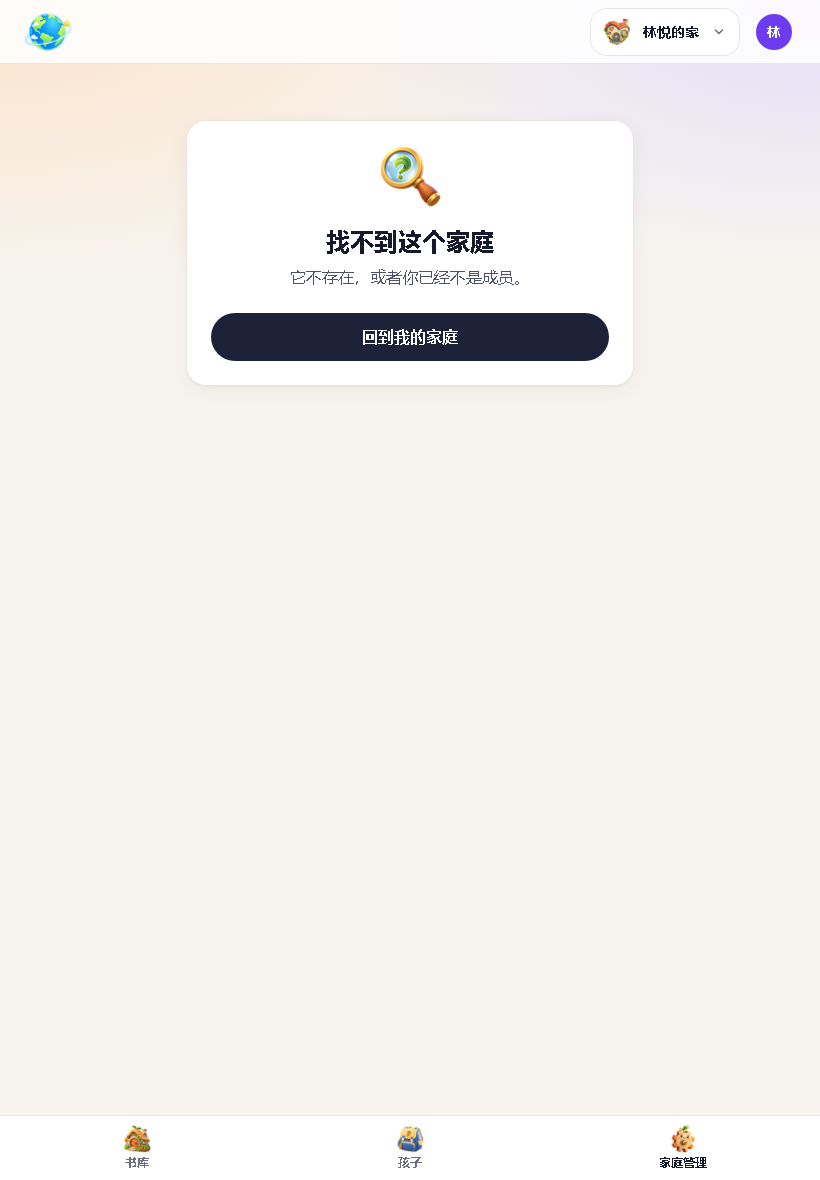 林悦的家
林
找不到这个家庭
它不存在，或者你已经不是成员。
回到我的家庭
书库
孩子
家庭管理